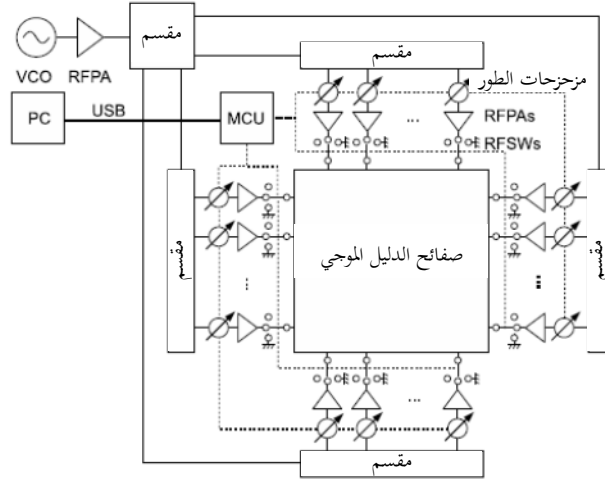 مقسم
مقسم
VCO
RFPA
مزحزحات الطور
USB
PC
MCU
...
RFPAs
RFSWs
صفائح الدليل الموجي
مقسم
مقسم
...
...
...
مقسم